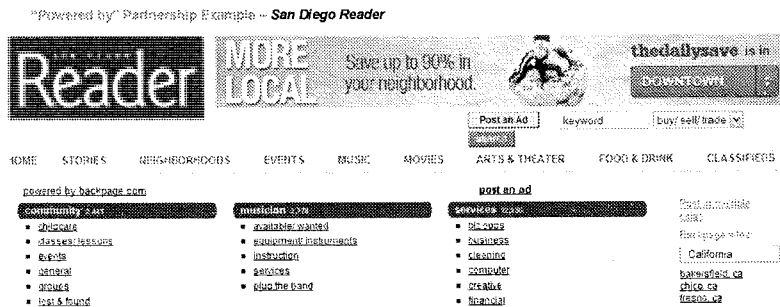 "Powered by" Partnership Example – San Diego Reader
Reader
MORE LOCAL
Save up to 90% in your neighborhood.
thedailysave is in
DOWNTOWN
Post an Ad
keyword
buy/ sell/ trade
HOME STORIES NEIGHBORHOODS EVENTS MUSIC MOVIES ARTS & THEATER FOOD & DRINK CLASSIFIEDS
powered by backpage.com
post an ad
community
childcare
classes/ lessons
events
general
groups
lost & found
musician
available/ wanted
equipment/ instruments
instruction
services
plug the band
services
biz opps
business
cleaning
computer
creative
financial
California
bakersfield, ca
chico, ca
fresno, ca